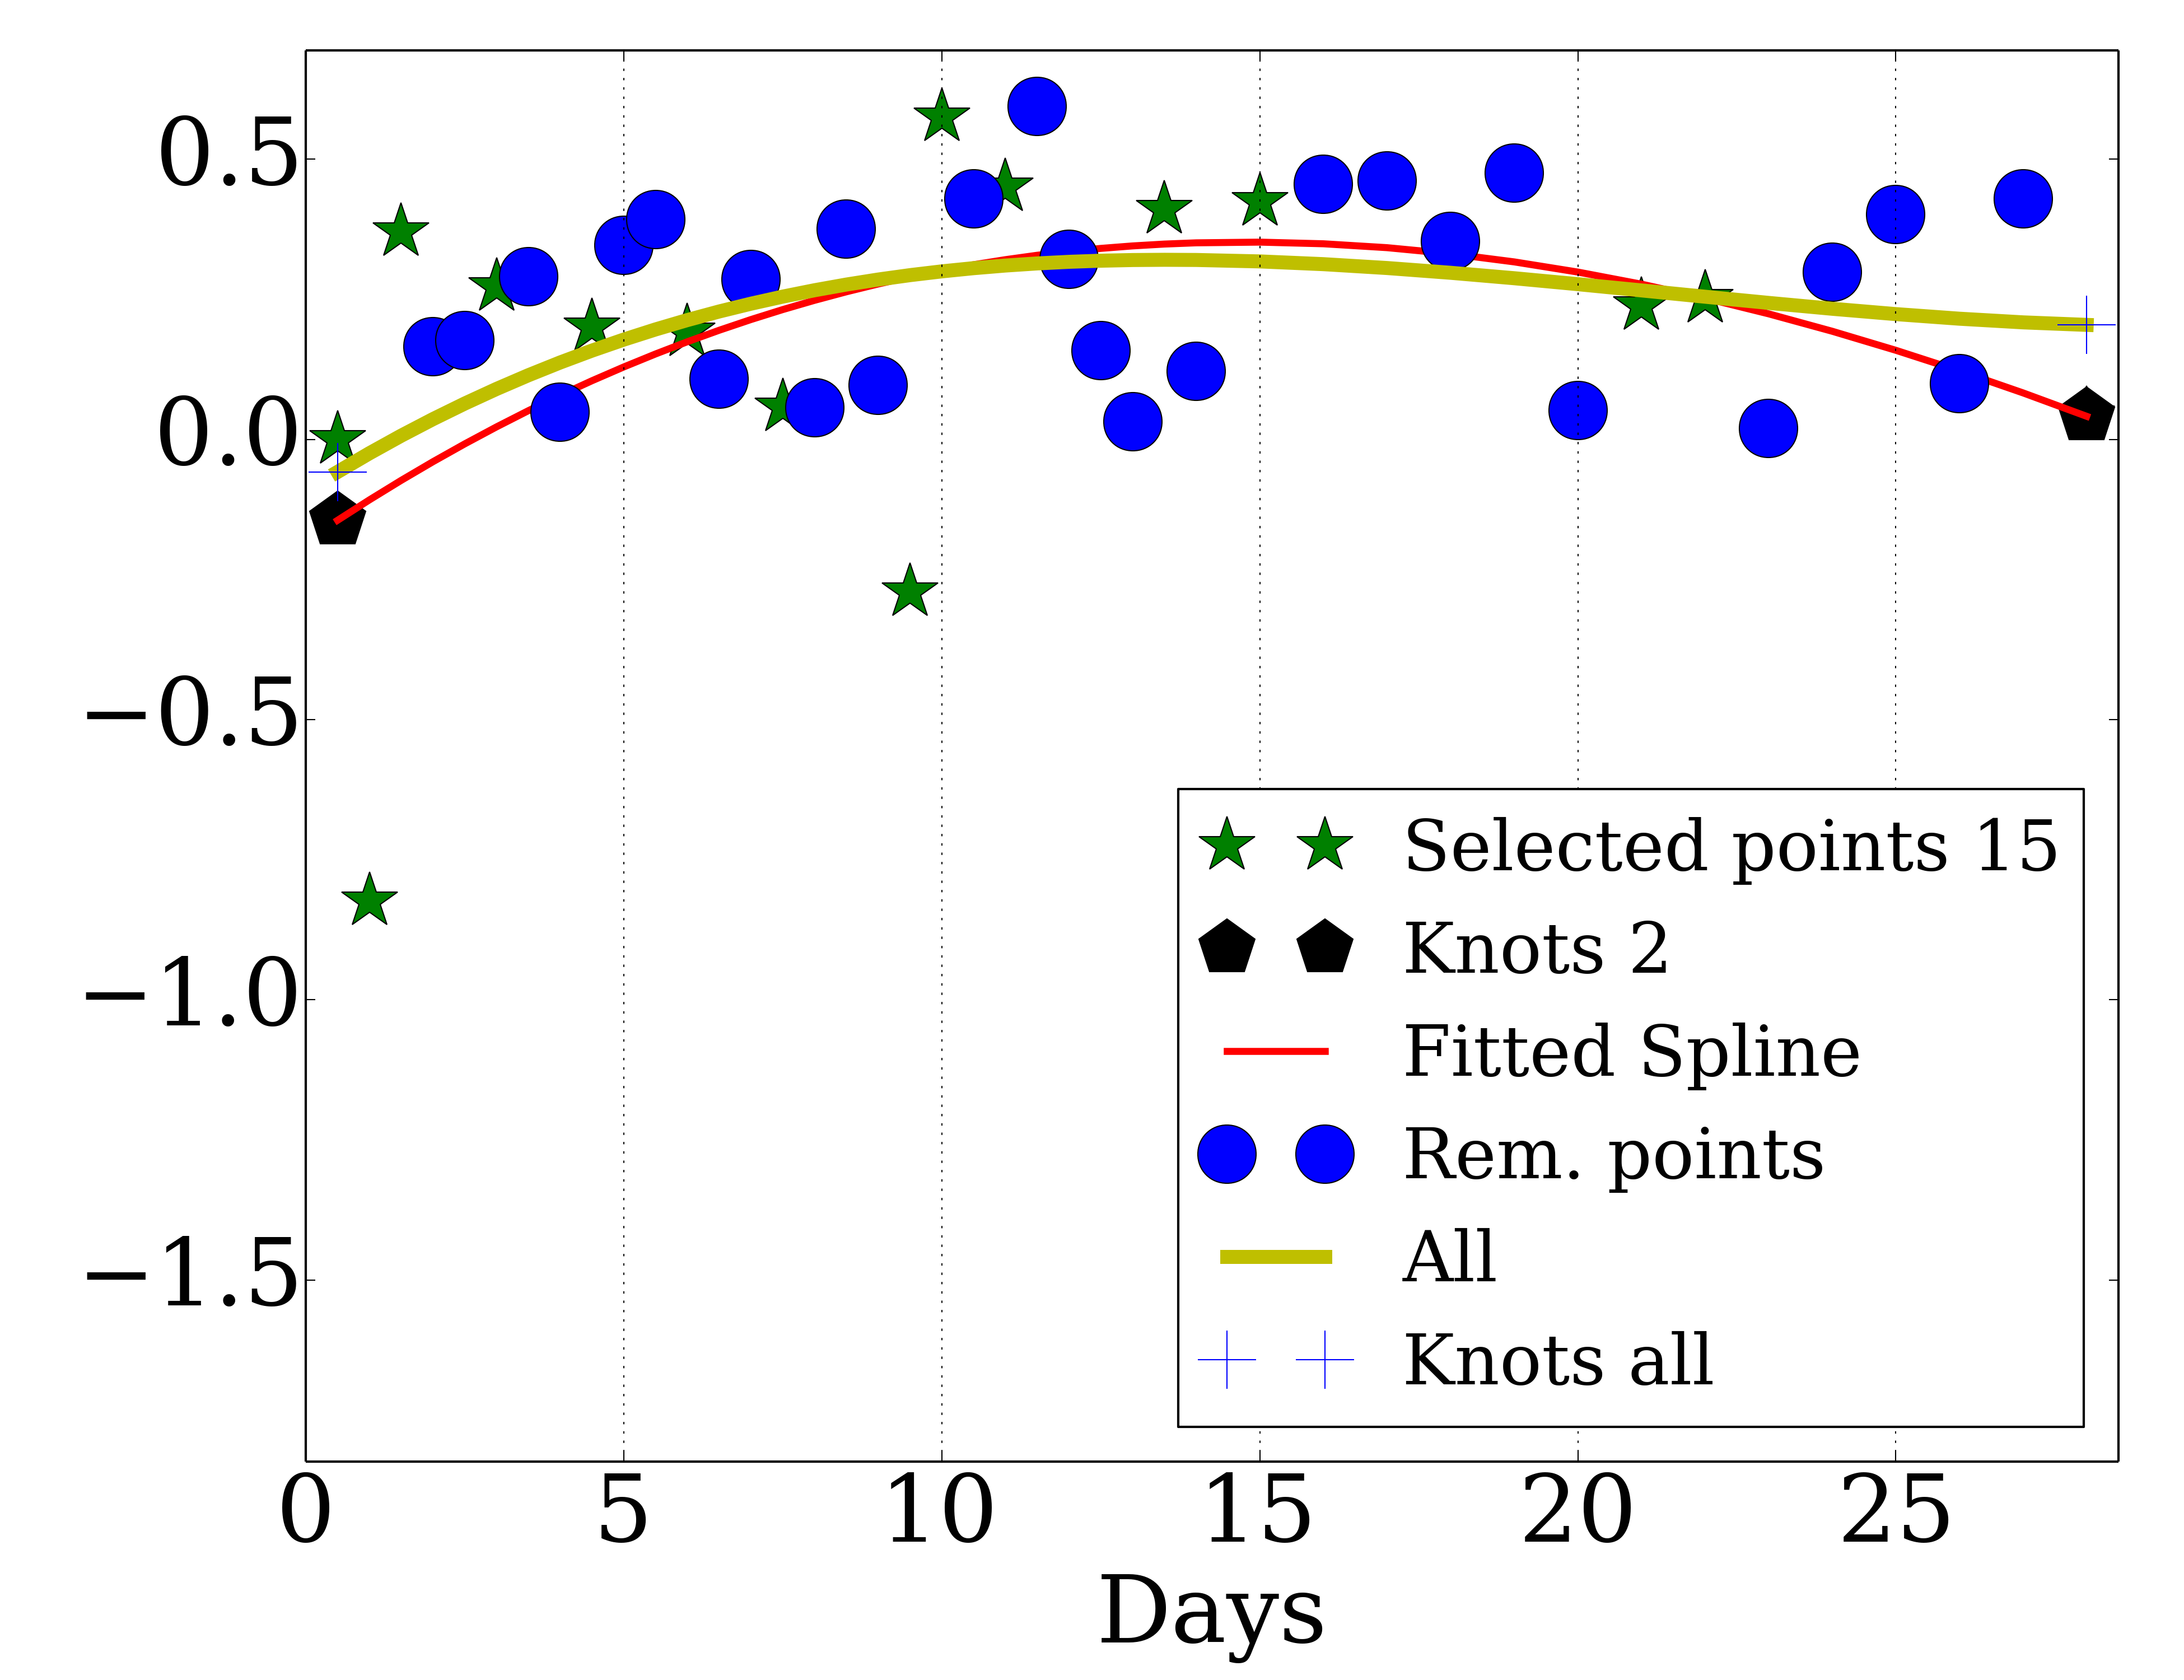 0.5
0.0
−0.5
−1.0
−1.5
Selected points 15
Knots 2
Fitted Spline
Rem. points
All
Knots all
0 5 10 15 20 25
Days